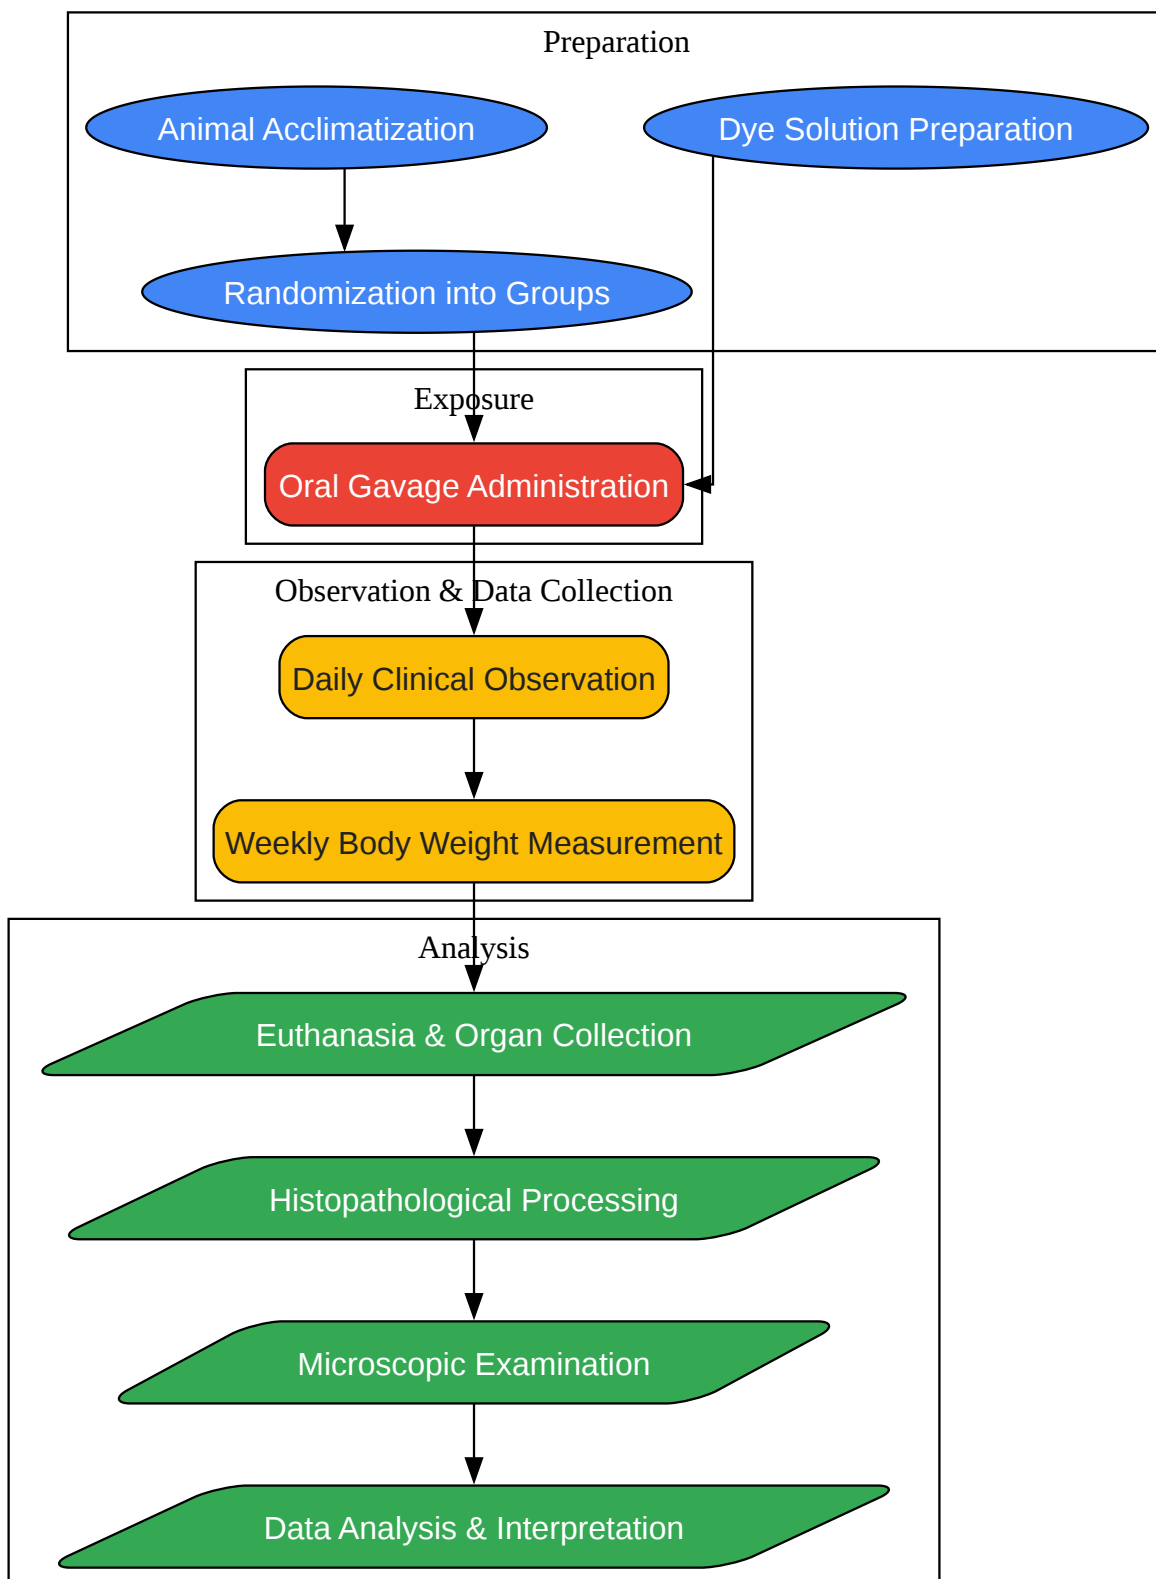 Preparation
Animal Acclimatization
Dye Solution Preparation
Randomization into Groups
Exposure
Oral Gavage Administration
Observation & Data Collection
Daily Clinical Observation
Weekly Body Weight Measurement
Analysis
Euthanasia & Organ Collection
Histopathological Processing
Microscopic Examination
Data Analysis & Interpretation